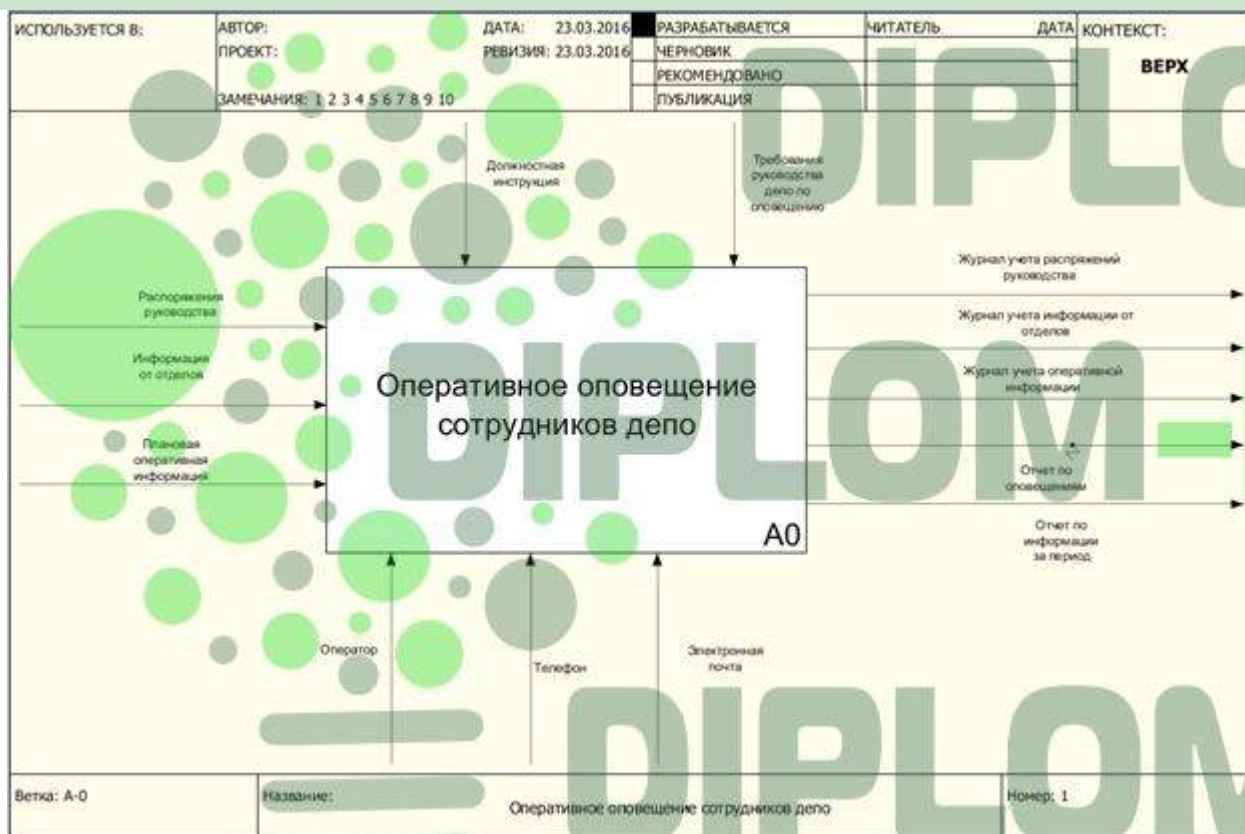 ИСПОЛЬЗУЕТСЯ В:
АВТОР:
ДАТА: 23.03.2016
ПРОЕКТ:
РЕВИЗИЯ: 23.03.2016
ЗАМЕЧАНИЯ: 1 2 3 4 5 6 7 8 9 10
РАЗРАБАТЫВАЕТСЯ
ЧЕРНОВИК
РЕКОМЕНДОВАНО
ПУБЛИКАЦИЯ
ЧИТАТЕЛЬ
ДАТА
КОНТЕКСТ:
ВЕРХ
DIPLO
Должностная
инструкция
Требования
руководства
депо по
оповещению
Распоряжения
руководства
Информация
от отделов
Плановая
оперативная
информация
Оперативное оповещение
сотрудников депо
A0
DIPLOM-
Журнал учета распряжений
руководства
Журнал учета информации от
отделов
Журнал учета оперативной
информации
Отчет по
оповещениям
Отчет по
информации
за период
Оператор
Телефон
Электронная
почта
DIPLOM
Ветка: A-0
Название:
Оперативное оповещение сотрудников депо
Номер: 1